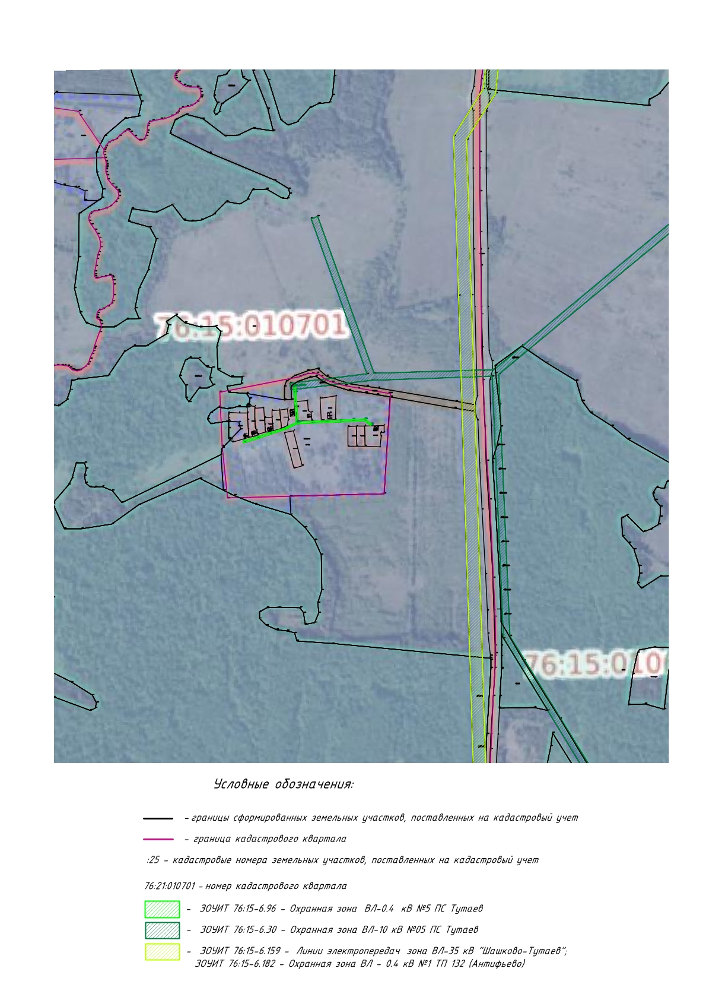 76:15:010701
76:15:010
Условные обозначения:
– границы сформированных земельных участков, поставленных на кадастровый учет
– граница кадастрового квартала
:25 – кадастровые номера земельных участков, поставленных на кадастровый учет
76:21:010701 – номер кадастрового квартала
– ЗОУИТ 76:15-6.96 – Охранная зона ВЛ-0.4 кВ №5 ПС Тутаев
– ЗОУИТ 76:15-6.30 – Охранная зона ВЛ-10 кВ №05 ПС Тутаев
– ЗОУИТ 76:15-6.159 – Линии электропередач зона ВЛ-35 кВ "Шашково-Тутаев";
ЗОУИТ 76:15-6.182 – Охранная зона ВЛ – 0.4 кВ №1 ТП 132 (Антифьево)